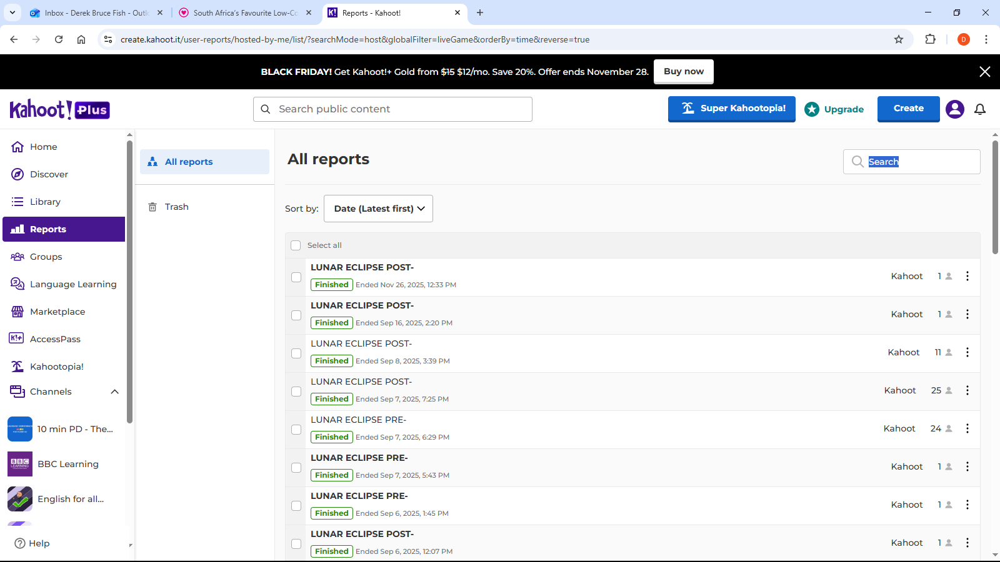 Inbox - Derek Bruce Fish - Outl
South Africa's Favourite Low-Co
Reports - Kahoot!
create.kahoot.it/user-reports/hosted-by-me/list/?searchMode=host&globalFilter=liveGame&orderBy=time&reverse=true
D
BLACK FRIDAY! Get Kahoot!+ Gold from $15 $12/mo. Save 20%. Offer ends November 28.
Buy now
Kahoot! Plus
Search public content
Super Kahootopia!
Upgrade
Create
Home
Discover
Library
Reports
Groups
Language Learning
Marketplace
K!+
AccessPass
Kahootopia!
Channels
10 min PD - The...
BBC LEARNING
BBC Learning
English for all...
Help
All reports
Trash
All reports
Search
Sort by:
Date (Latest first)
Select all
LUNAR ECLIPSE POST-
Finished Ended Nov 26, 2025, 12:33 PM
Kahoot 1
LUNAR ECLIPSE POST-
Finished Ended Sep 16, 2025, 2:20 PM
Kahoot 1
LUNAR ECLIPSE POST-
Finished Ended Sep 8, 2025, 3:39 PM
Kahoot 11
LUNAR ECLIPSE POST-
Finished Ended Sep 7, 2025, 7:25 PM
Kahoot 25
LUNAR ECLIPSE PRE-
Finished Ended Sep 7, 2025, 6:29 PM
Kahoot 24
LUNAR ECLIPSE PRE-
Finished Ended Sep 7, 2025, 5:43 PM
Kahoot 1
LUNAR ECLIPSE PRE-
Finished Ended Sep 6, 2025, 1:45 PM
Kahoot 1
LUNAR ECLIPSE POST-
Finished Ended Sep 6, 2025, 12:07 PM
Kahoot 1